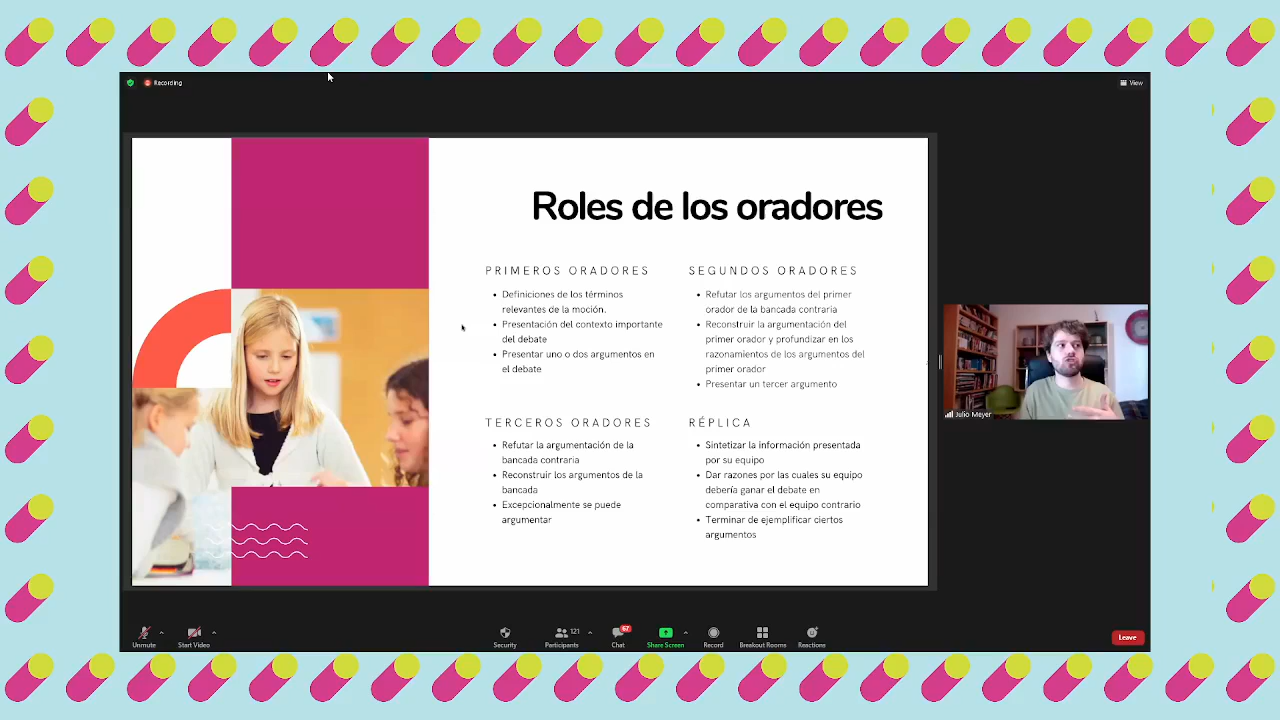 Recording
View
Roles de los oradores
PRIMEROS ORADORES
• Definiciones de los términos
relevantes de la moción.
• Presentación del contexto importante
del debate
• Presentar uno o dos argumentos en
el debate
SEGUNDOS ORADORES
• Refutar los argumentos del primer
orador de la bancada contraria
• Reconstruir la argumentación del
primer orador y profundizar en los
razonamientos de los argumentos del
primer orador
• Presentar un tercer argumento
TERCEROS ORADORES
• Refutar la argumentación de la
bancada contraria
• Reconstruir los argumentos de la
bancada
• Excepcionalmente se puede
argumentar
RÉPLICA
• Sintetizar la información presentada
por su equipo
• Dar razones por las cuales su equipo
debería ganar el debate en
comparativa con el equipo contrario
• Terminar de ejemplificar ciertos
argumentos
Julio Meyer
Unmute
Start Video
Security
Participants
121
Chat
67
Share Screen
Record
Breakout Rooms
Reactions
Leave